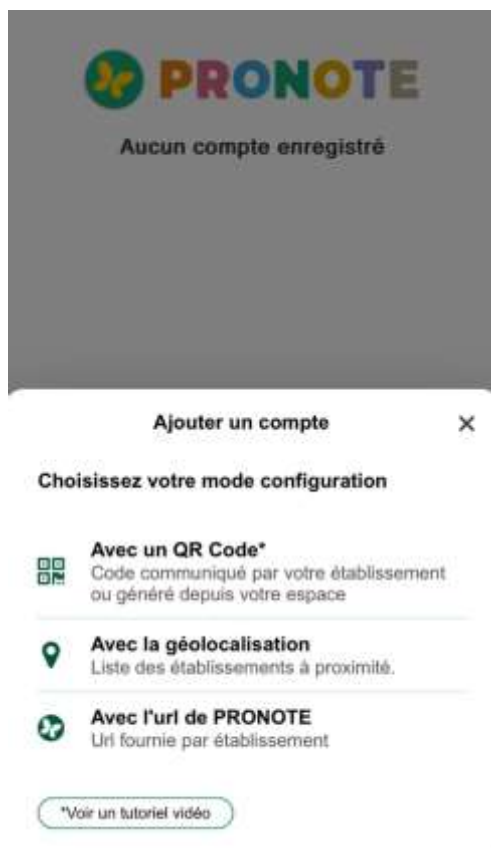 PRONOTE
Aucun compte enregistré
Ajouter un compte
Choisissez votre mode configuration
Avec un QR Code*
Code communiqué par votre établissement
ou généré depuis votre espace
Avec la géolocalisation
Liste des établissements à proximité.
Avec l'url de PRONOTE
Url fournie par établissement
*Voir un tutoriel vidéo